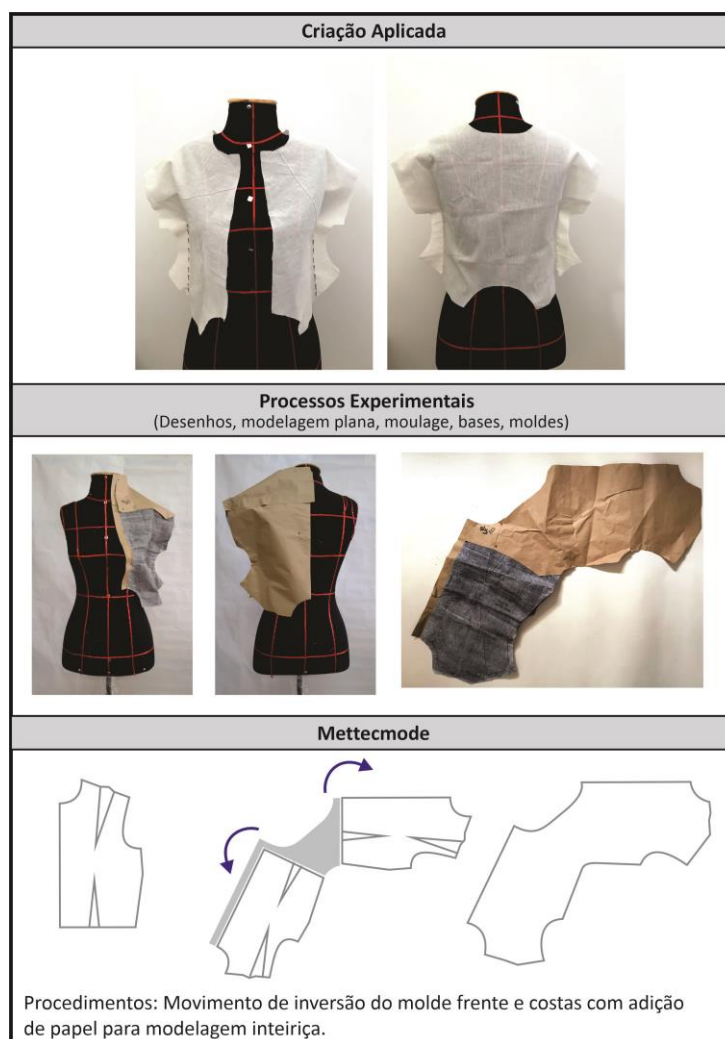 Criação Aplicada
Processos Experimentais
(Desenhos, modelagem plana, moulage, bases, moldes)
Mettecmode
Procedimentos: Movimento de inversão do molde frente e costas com adição
de papel para modelagem inteiriça.